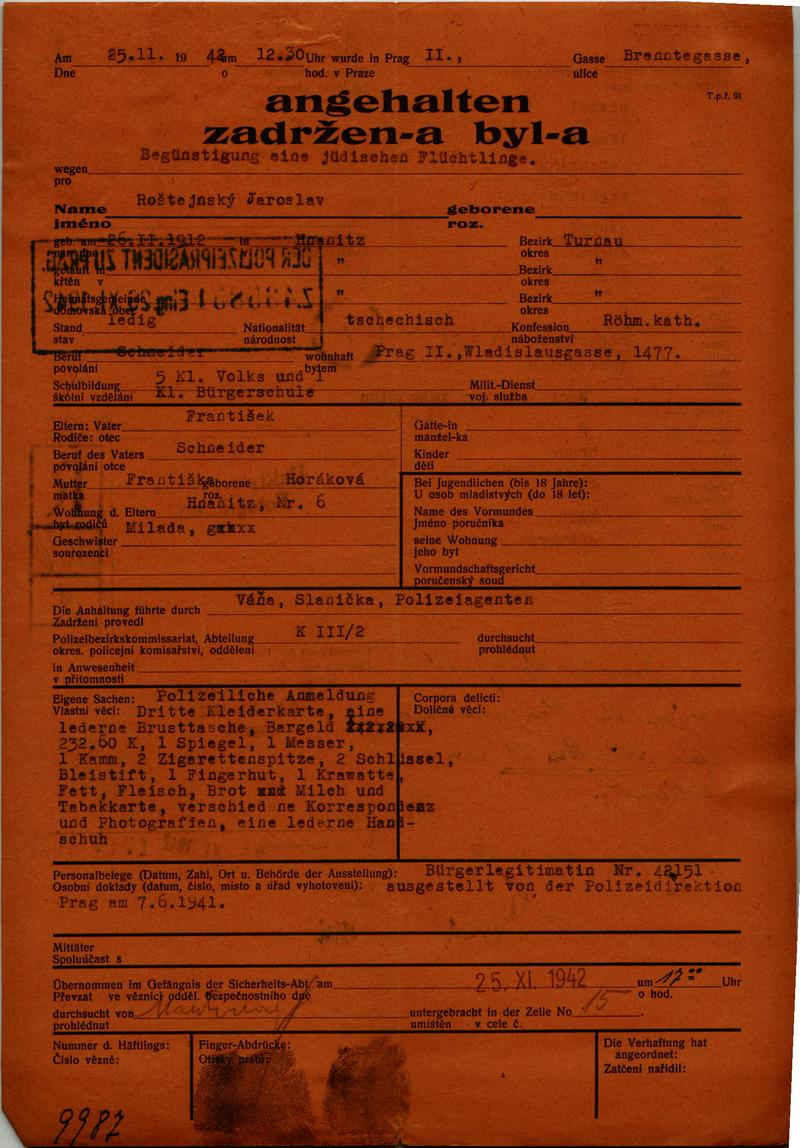 Am 25.11. 19 42 um 12.30 Uhr wurde in Prag II., Gasse Brenntegasse,
Dne o hod. v Praze ulice
T.p.ř. 91
angehalten
zadržen-a byl-a
Begünstigung eine jüdischen Flüchtlinge.
wegen
pro
Roštejnský Jaroslav
Name geborene
jméno roz.
geb. am 26.II.1912 in Hnanitz Bezirk Turnau
okres
getauft in " Bezirk "
křtěn v okres
Heimatsgemeinde " Bezirk "
domovská obec okres
Stand ledig Nationalität tschechisch Konfession Röhm.kath.
stav národnost náboženství
DER POLIZEIPRÄSIDENT ZU PRAG
Beruf Schneider wohnhaft Prag II.,Wladislausgasse, 1477.
povolání bytem
Schulbildung 5 Kl. Volks und 1 Milit.-Dienst
školní vzdělání Kl. Bürgerschule voj. služba
Eltern: Vater František Gatte-in
Rodiče: otec manžel-ka
Beruf des Vaters Schneider Kinder
povolání otce děti
Mutter Františka geborene Horáková
matka roz.
Bei Jugendlichen (bis 18 Jahre):
U osob mladistvých (do 18 let):
Wohnung d. Eltern Hnanitz, Nr. 6 Name des Vormundes
byt rodičů Jméno poručníka
Geschwister Milada, seine Wohnung
sourozenci jeho byt
Vormundschaftsgericht
poručenský soud
Die Anhaltung führte durch Váňa, Slanička, Polizeiagenten
Zadržení provedl
Polizeibezirkskommissariat, Abteilung K III/2 durchsucht
okres. policejní komisařství, oddělení prohlédnut
in Anwesenheit
v přítomnosti
Eigene Sachen: Polizeiliche Anmeldung Corpora delicti:
Vlastní věci: Dritte Kleiderkarte, eine Doličné věci:
lederne Brusttasche, Bargeld
232.60 K, 1 Spiegel, 1 Messer,
1 Kamm, 2 Zigarettenspitze, 2 Schlüssel,
Bleistift, 1 Fingerhut, 1 Krawatte,
Fett, Fleisch, Brot und Milch und
Tabakkarte, verschied ne Korrespondenz
und Photografien, eine lederne Hand-
schuh
Personalbelege (Datum, Zahl, Ort u. Behörde der Ausstellung): Bürgerlegitimatin Nr. 42151
Osobní doklady (datum, číslo, místo a úřad vyhotovení): ausgestellt von der Polizeidirektion
Prag am 7.6.1941.
Mittäter
Spoluúčast s
Übernommen im Gefängnis der Sicherheits-Abt. am 25. XI. 1942 um 17 00 Uhr
Převzat ve věznici odděl. bezpečnostního dne o hod.
durchsucht von untergebracht in der Zelle No 15
prohlédnut umístěn v cele č.
Nummer d. Häftlings: Finger-Abdrücke: Die Verhaftung hat
Číslo vězně: Otisky prstů: angeordnet:
Zatčení nařídil:
9987